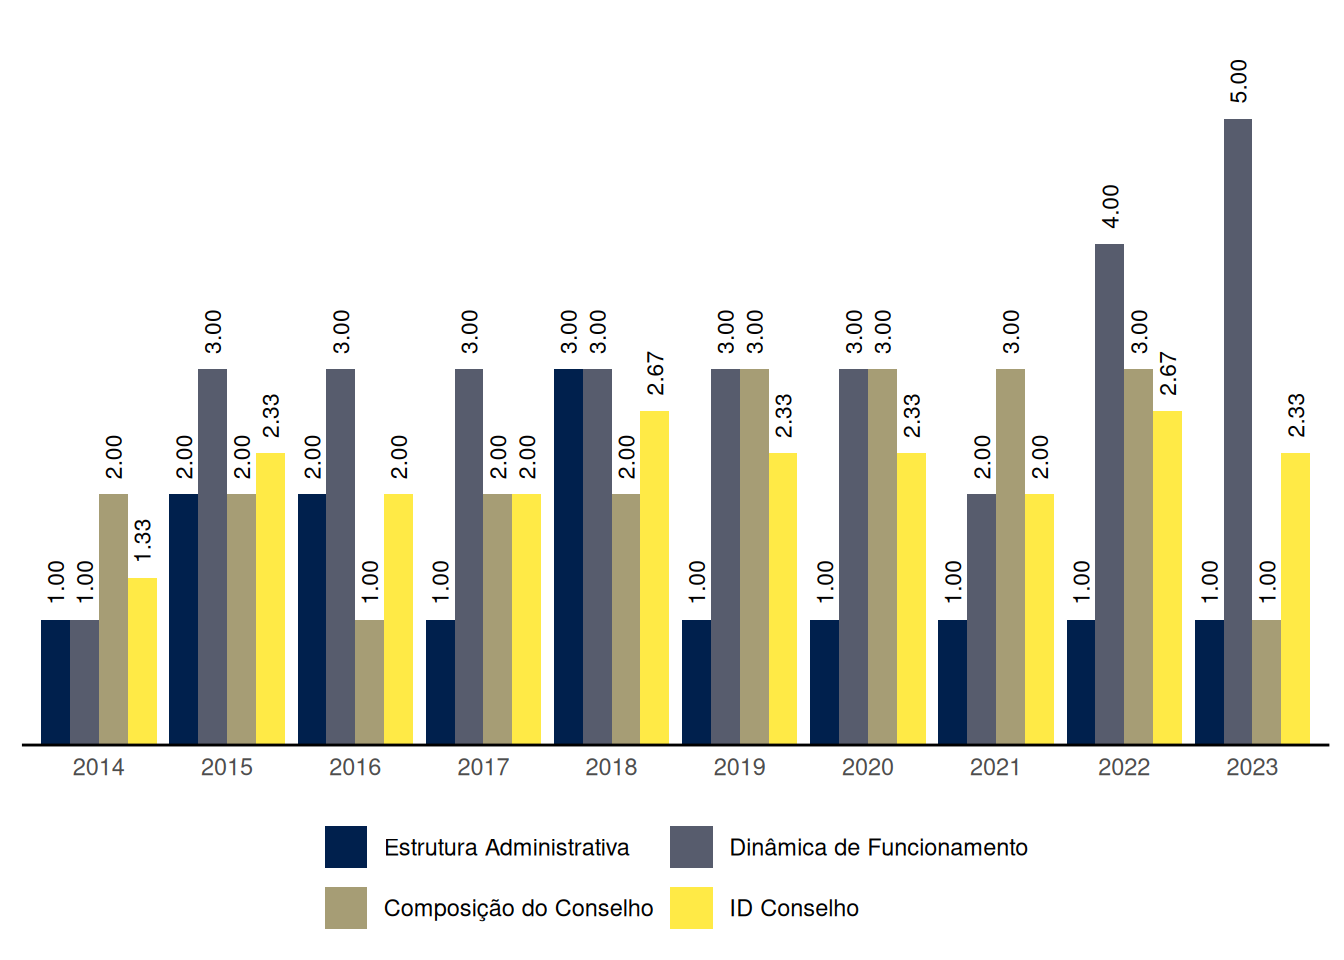 5.00
4.00
3.00 3.00 3.00 3.00 3.00 3.00 3.00 3.00 3.00 3.00 3.00
2.67 2.67
2.33 2.33 2.33 2.33
2.00 2.00 2.00 2.00 2.00 2.00 2.00 2.00 2.00 2.00
1.33
1.00 1.00 1.00 1.00 1.00 1.00 1.00 1.00 1.00 1.00
2014 2015 2016 2017 2018 2019 2020 2021 2022 2023
Estrutura Administrativa Dinâmica de Funcionamento
Composição do Conselho ID Conselho